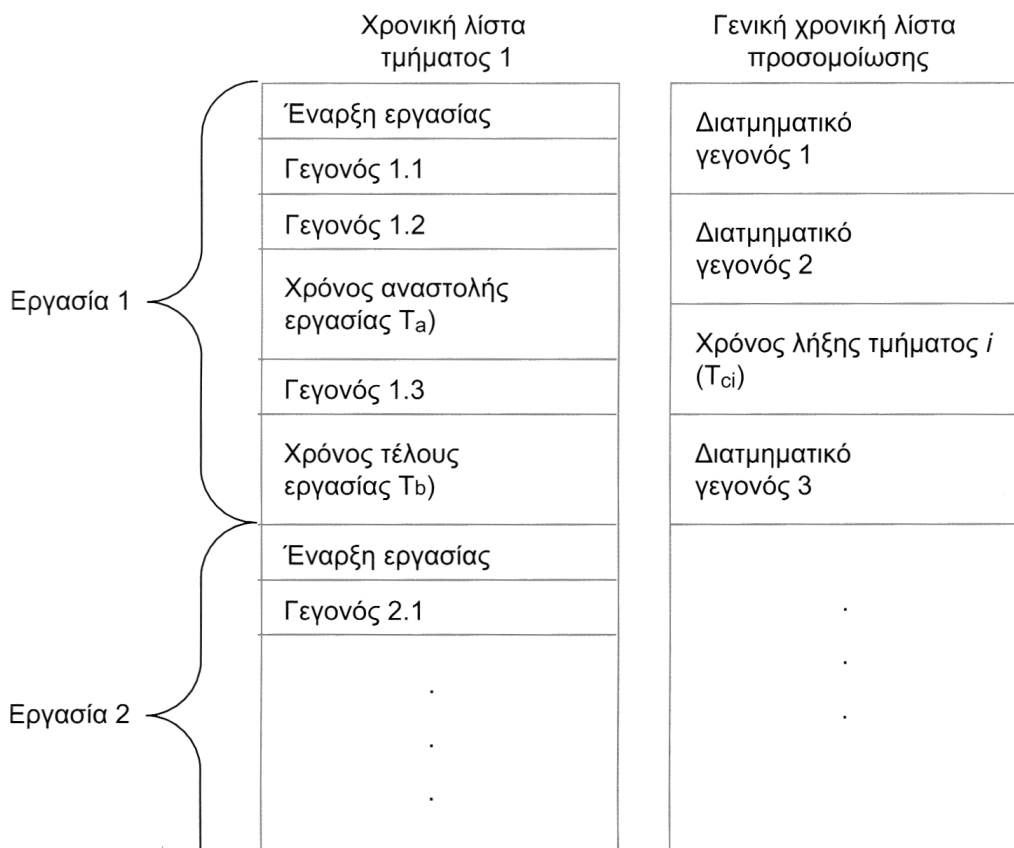 Χρονική λίστα
τμήματος 1
Έναρξη εργασίας
Γεγονός 1.1
Γεγονός 1.2
Χρόνος αναστολής
εργασίας Τa)
Γεγονός 1.3
Χρόνος τέλους
εργασίας Τb)
Έναρξη εργασίας
Γεγονός 2.1
.
.
.
Εργασία 1
Εργασία 2
Γενική χρονική λίστα
προσομοίωσης
Διατμηματικό
γεγονός 1
Διατμηματικό
γεγονός 2
Χρόνος λήξης τμήματος i
(Tci)
Διατμηματικό
γεγονός 3
.
.
.